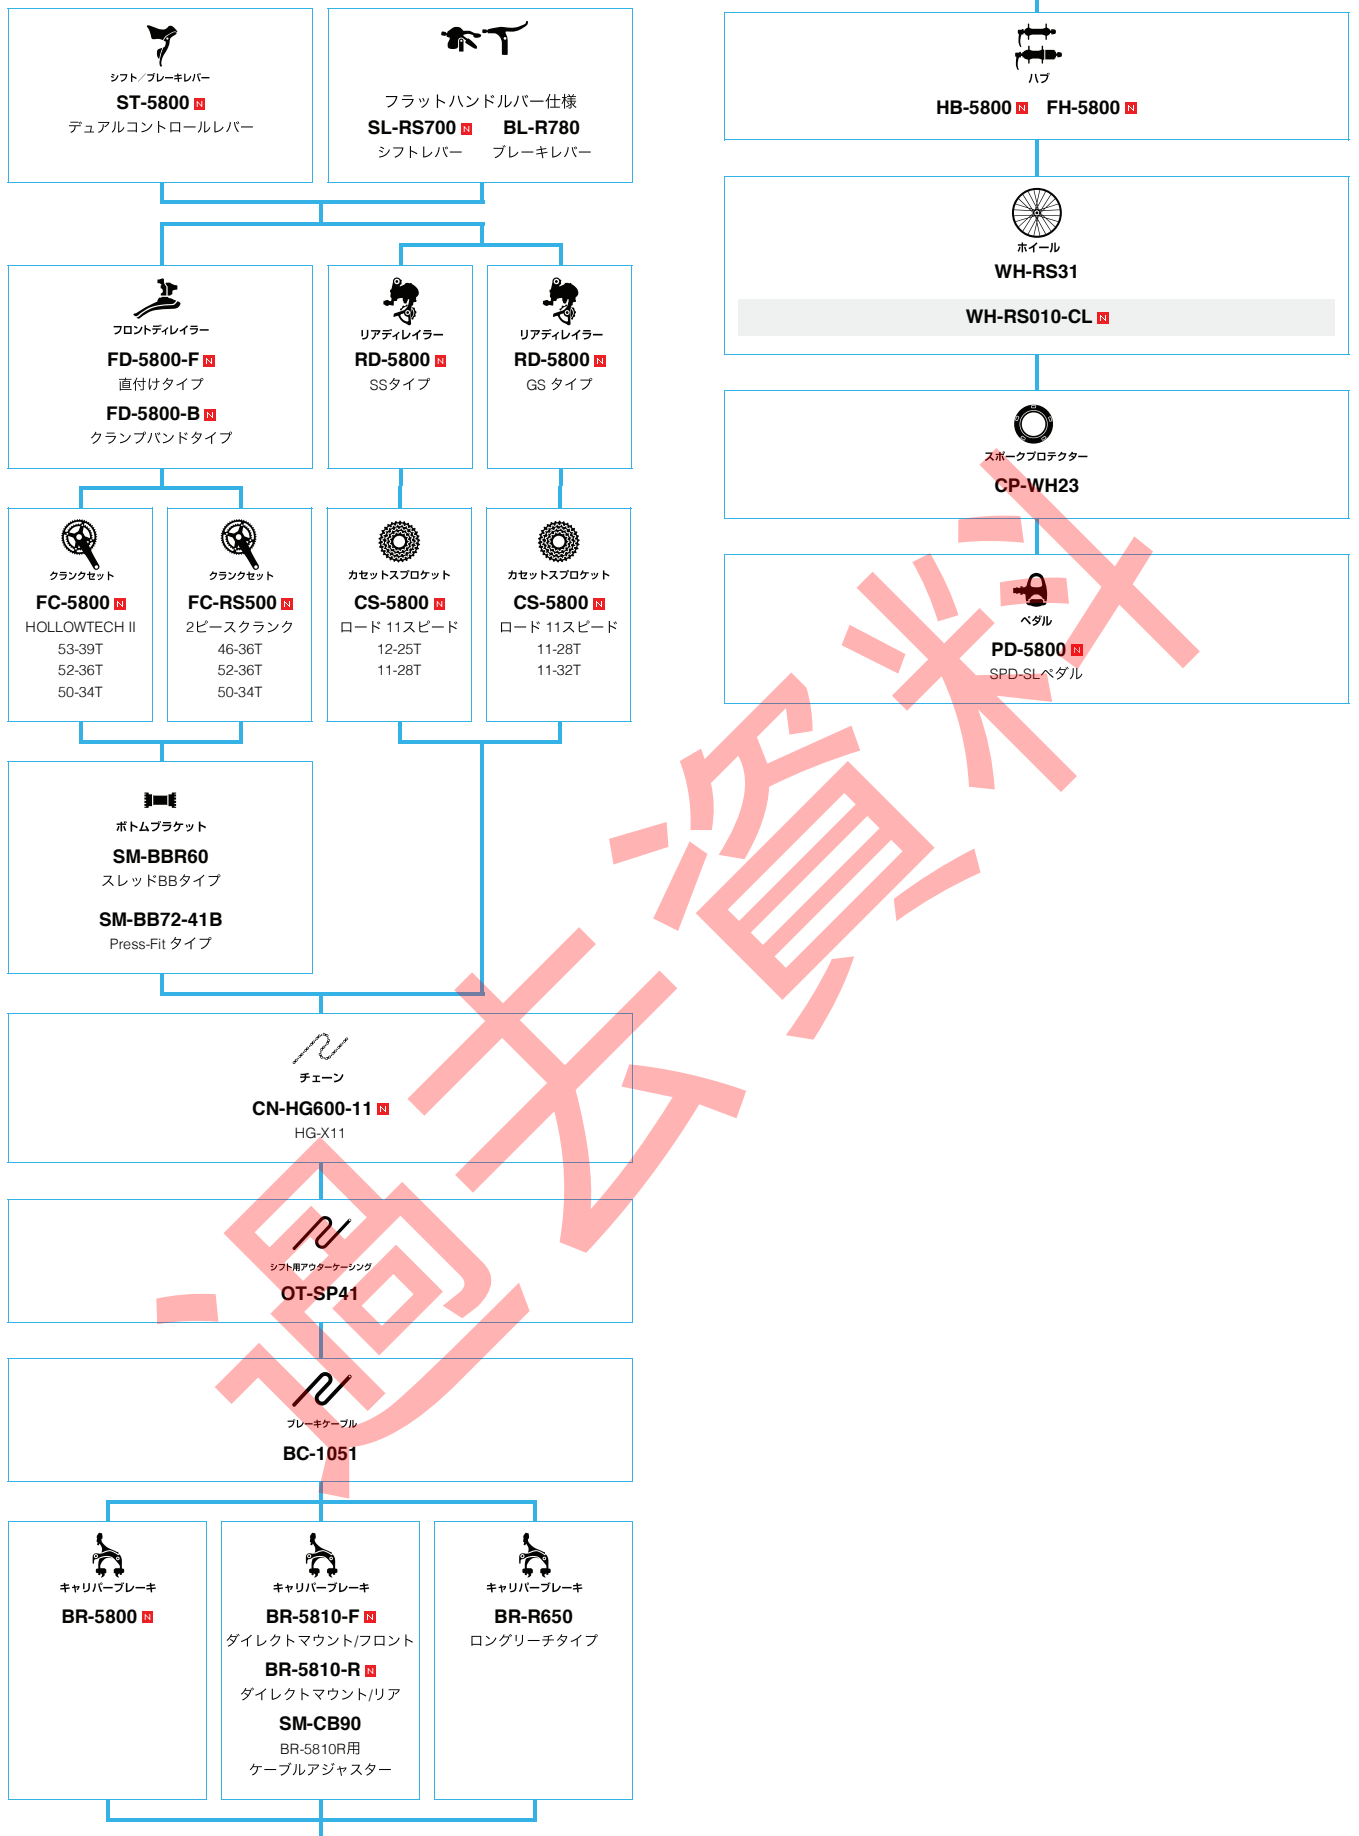 シフト／ブレーキレバー
ST-5800 N
デュアルコントロールレバー
フラットハンドルバー仕様
SL-RS700 N BL-R780
シフトレバー ブレーキレバー
フロントディレイラー
FD-5800-F N
直付けタイプ
FD-5800-B N
クランプバンドタイプ
リアディレイラー
RD-5800 N
SSタイプ
リアディレイラー
RD-5800 N
GS タイプ
クランクセット
FC-5800 N
HOLLOWTECH II
53-39T
52-36T
50-34T
クランクセット
FC-RS500 N
2ピースクランク
46-36T
52-36T
50-34T
カセットスプロケット
CS-5800 N
ロード 11スピード
12-25T
11-28T
カセットスプロケット
CS-5800 N
ロード 11スピード
11-28T
11-32T
ボトムブラケット
SM-BBR60
スレッドBBタイプ
SM-BB72-41B
Press-Fit タイプ
チェーン
CN-HG600-11 N
HG-X11
シフト用アウターケーシング
OT-SP41
ブレーキケーブル
BC-1051
キャリパーブレーキ
BR-5800 N
キャリパーブレーキ
BR-5810-F N
ダイレクトマウント/フロント
BR-5810-R N
ダイレクトマウント/リア
SM-CB90
BR-5810R用
ケーブルアジャスター
キャリパーブレーキ
BR-R650
ロングリーチタイプ
ハブ
HB-5800 N FH-5800 N
ホイール
WH-RS31
WH-RS010-CL N
スポークプロテクター
CP-WH23
ペダル
PD-5800 N
SPD-SLペダル
過去資料